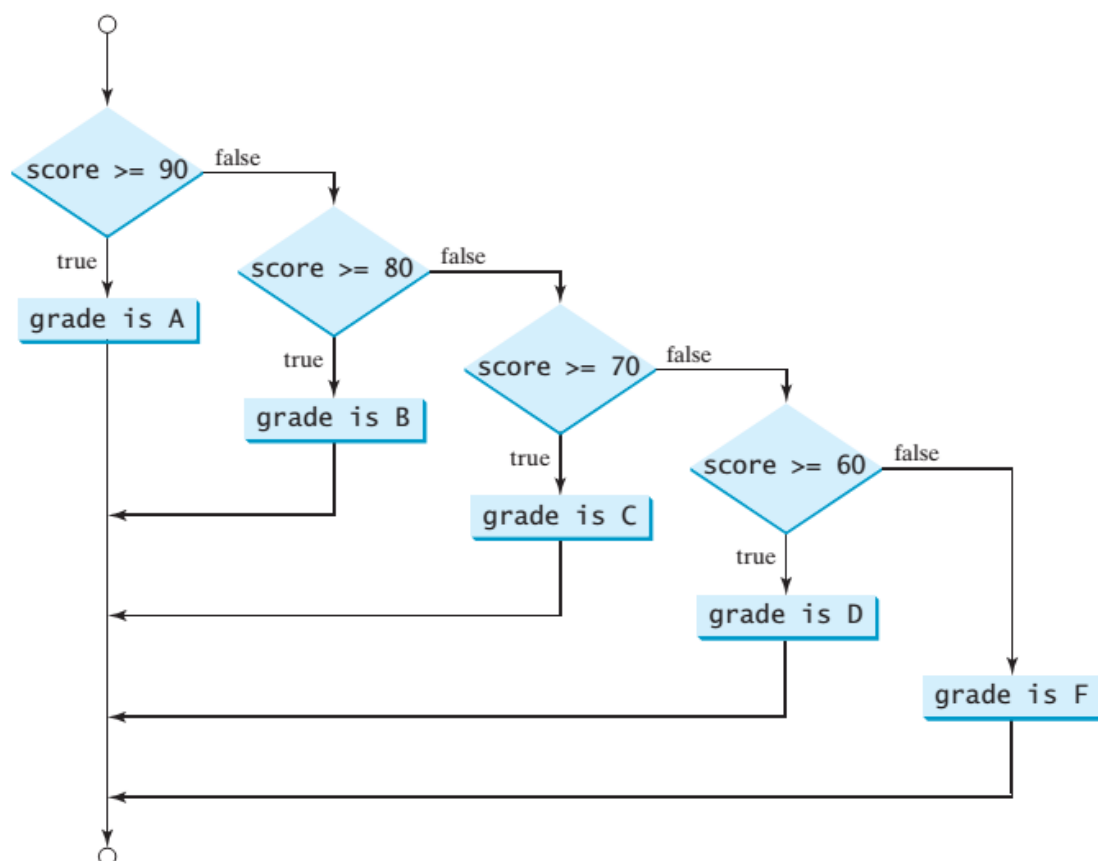 score >= 90
false
true
grade is A
score >= 80
false
true
grade is B
score >= 70
false
true
grade is C
score >= 60
false
true
grade is D
grade is F